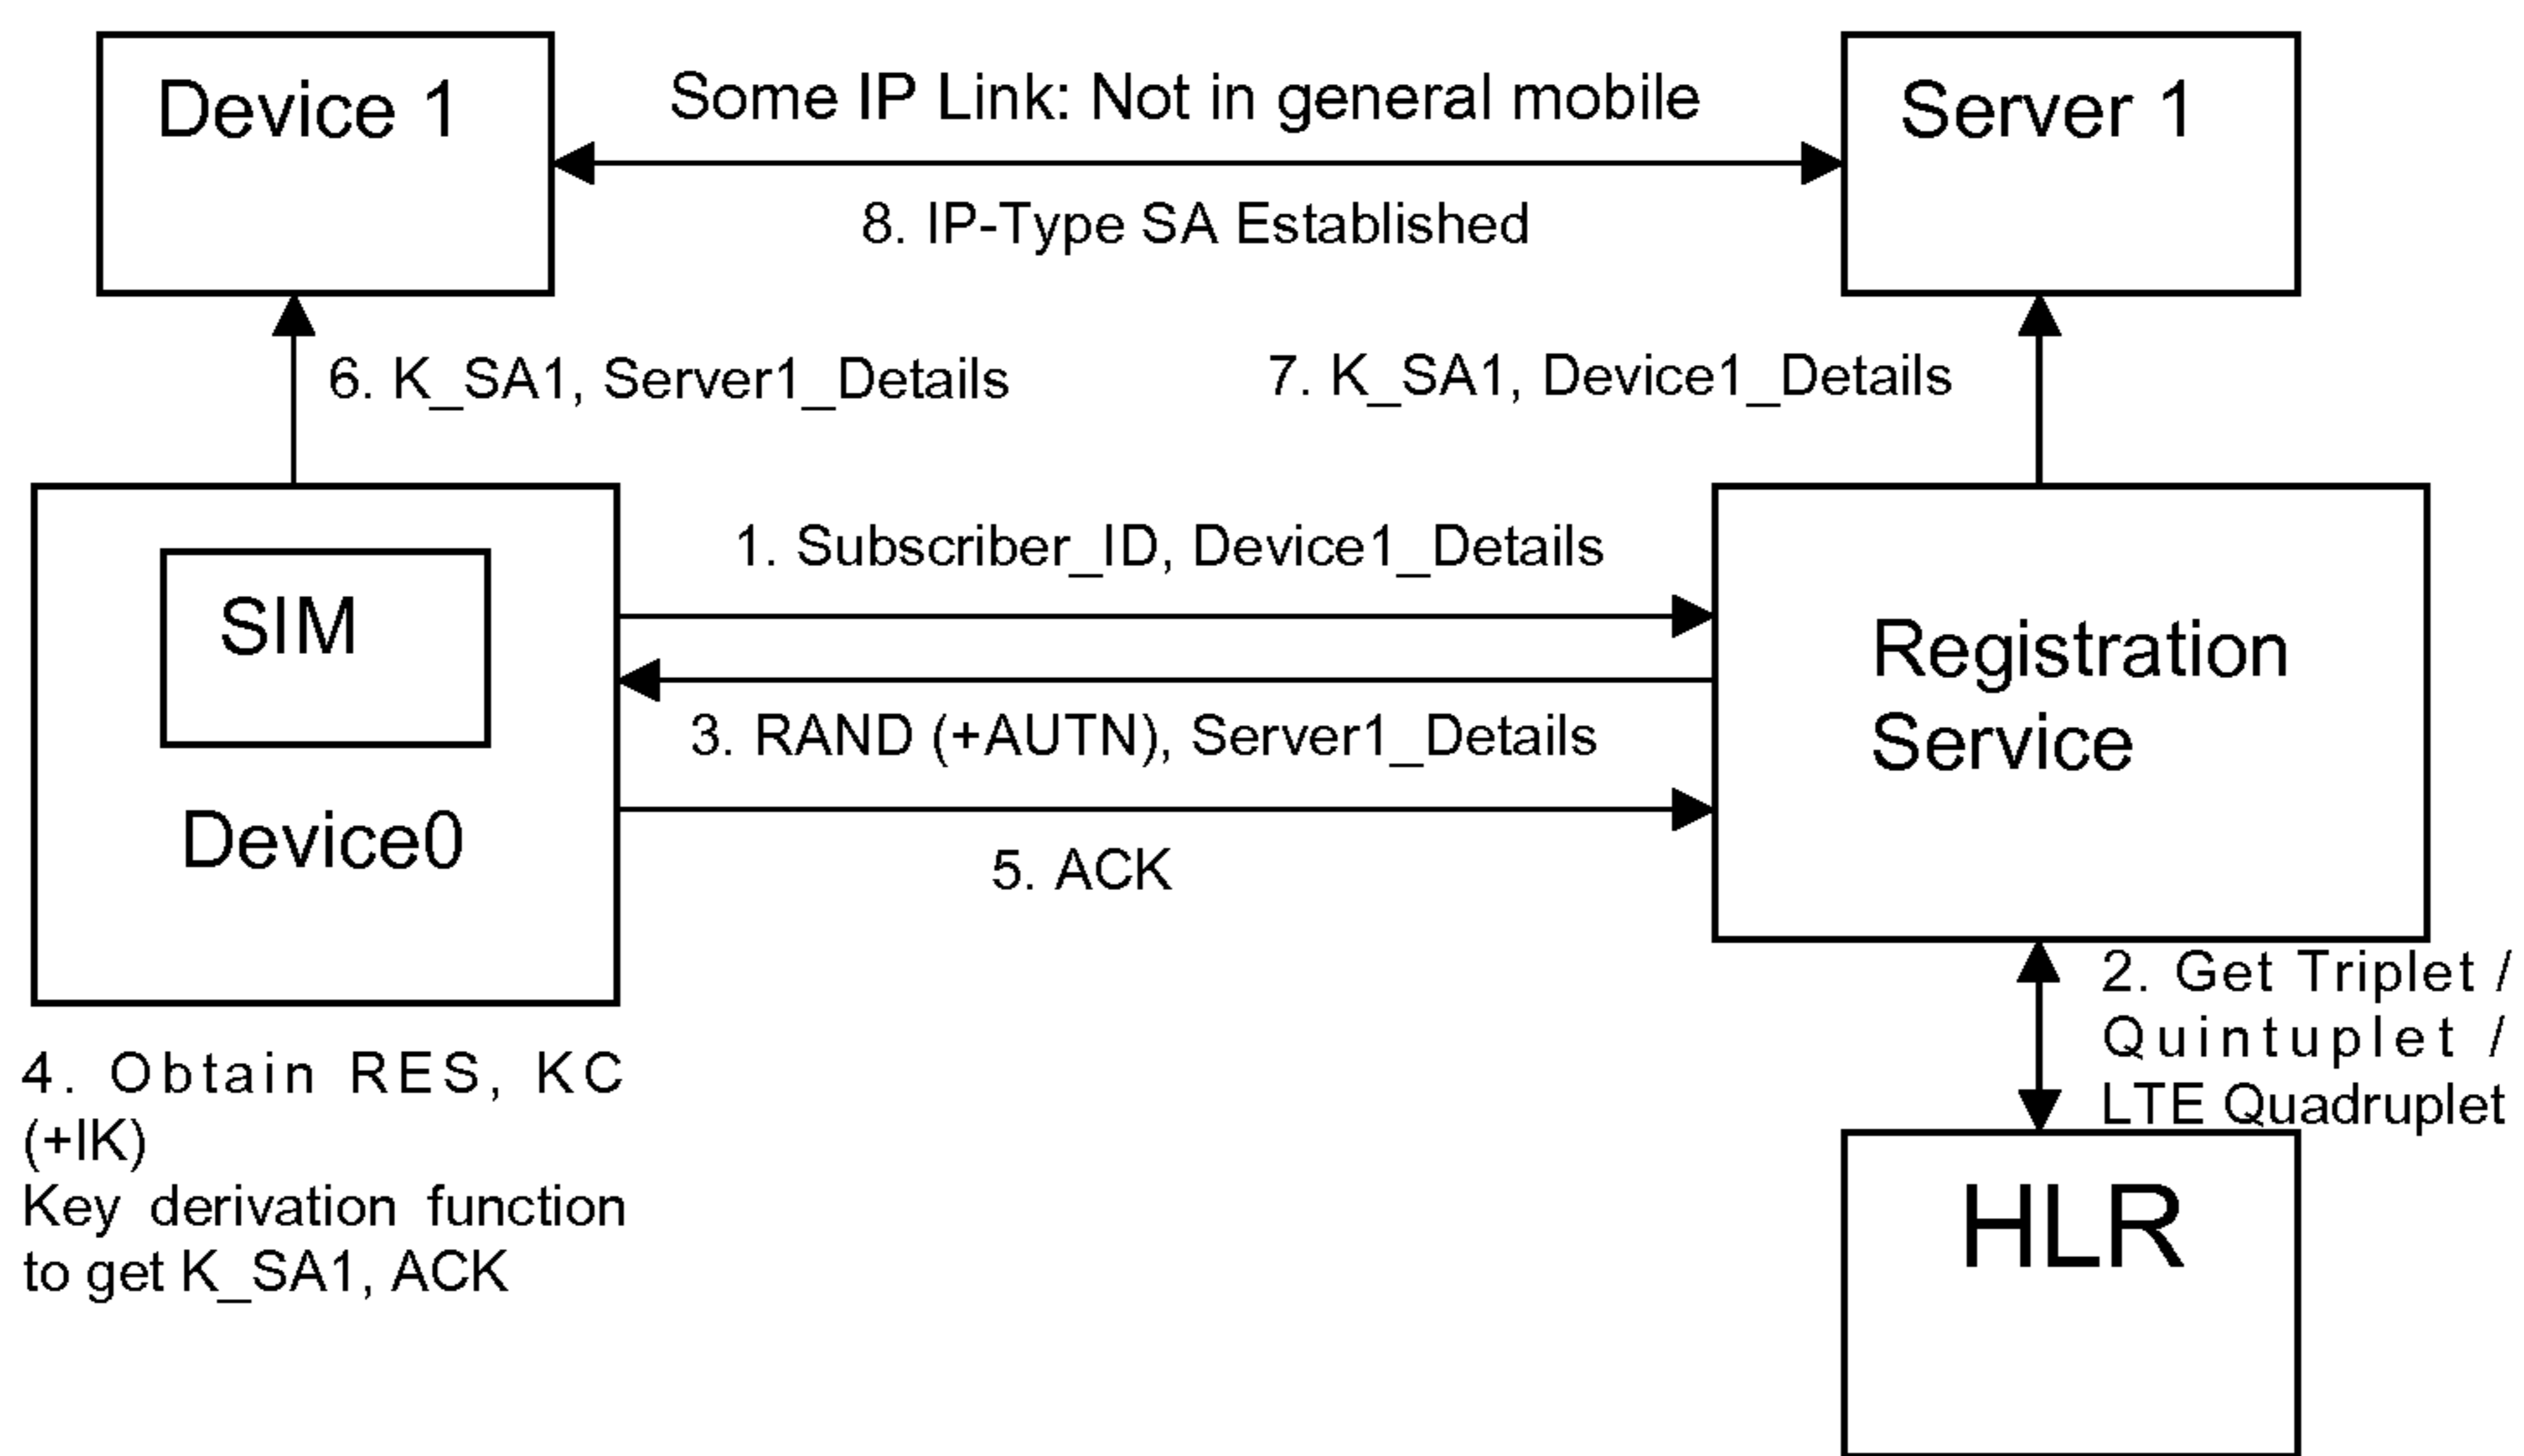 Device 1
Some IP Link: Not in general mobile
Server 1
8. IP-Type SA Established
6. K_SA1, Server1_Details
7. K_SA1, Device1_Details
1. Subscriber_ID, Device1_Details
SIM
Registration
Service
3. RAND (+AUTN), Server1_Details
Device0
5. ACK
2. Get Triplet /
Quintuplet /
LTE Quadruplet
4. Obtain RES, KC
(+IK)
Key derivation function
to get K_SA1, ACK
HLR